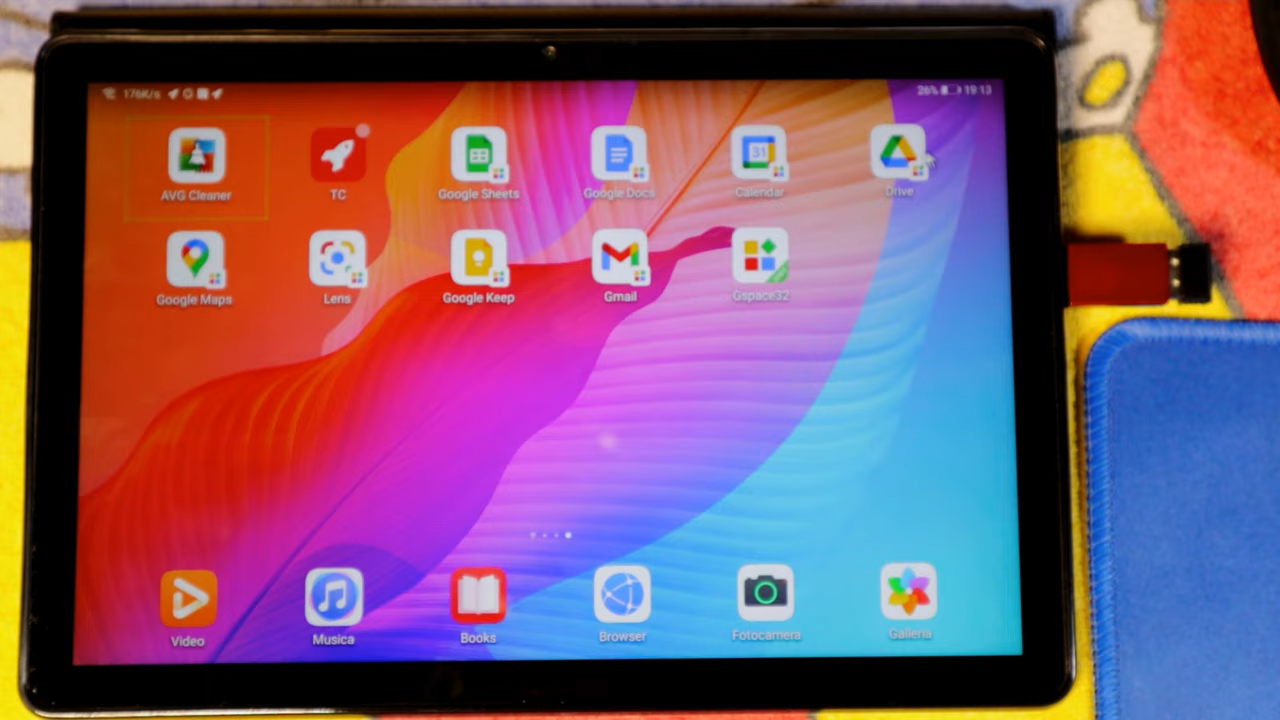 176K/s 26% 19:13
AVG Cleaner TC Google Sheets Google Docs Calendar Drive
31
Google Maps Lens Google Keep Gmail Gspace32
Video Musica Books Browser Fotocamera Galleria